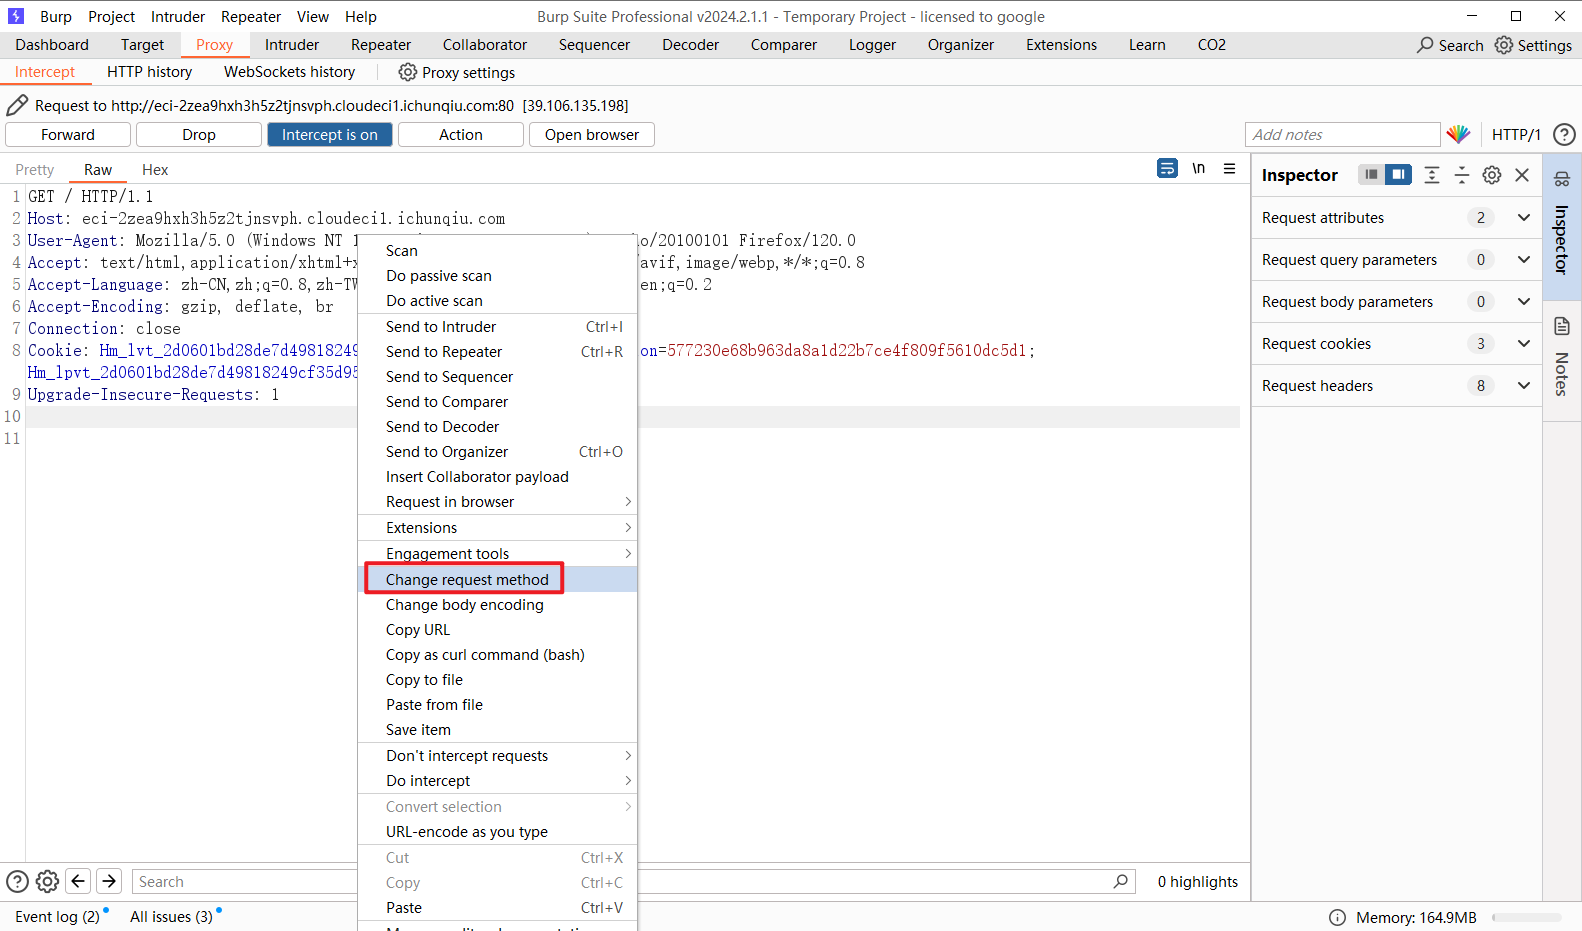 Burp Project Intruder Repeater View Help Burp Suite Professional v2024.2.1.1 - Temporary Project - licensed to google
Dashboard Target Proxy Intruder Repeater Collaborator Sequencer Decoder Comparer Logger Organizer Extensions Learn CO2 Search Settings
Intercept HTTP history WebSockets history Proxy settings
Request to http://eci-2zea9hxh3h5z2tjnsvph.cloudeci1.ichunqiu.com:80 [39.106.135.198]
Forward Drop Intercept is on Action Open browser Add notes HTTP/1 ?
Pretty Raw Hex \n
1 GET / HTTP/1.1
2 Host: eci-2zea9hxh3h5z2tjnsvph.cloudeci1.ichunqiu.com
3 User-Agent: Mozilla/5.0 (Windows NT /20100101 Firefox/120.0
4 Accept: text/html,application/xhtml+x avif,image/webp,*/*;q=0.8
5 Accept-Language: zh-CN,zh;q=0.8,zh-TW en;q=0.2
6 Accept-Encoding: gzip, deflate, br
7 Connection: close
8 Cookie: Hm_lvt_2d0601bd28de7d49818249 on=577230e68b963da8a1d22b7ce4f809f5610dc5d1;
Hm_lpvt_2d0601bd28de7d49818249cf35d95
9 Upgrade-Insecure-Requests: 1
10
11
Scan
Do passive scan
Do active scan
Send to Intruder Ctrl+I
Send to Repeater Ctrl+R
Send to Sequencer
Send to Comparer
Send to Decoder
Send to Organizer Ctrl+O
Insert Collaborator payload
Request in browser
Extensions
Engagement tools
Change request method
Change body encoding
Copy URL
Copy as curl command (bash)
Copy to file
Paste from file
Save item
Don't intercept requests
Do intercept
Convert selection
URL-encode as you type
Cut Ctrl+X
Copy Ctrl+C
Paste Ctrl+V
Inspector
Request attributes 2
Request query parameters 0
Request body parameters 0
Request cookies 3
Request headers 8
Inspector
Notes
? Search 0 highlights
Event log (2) All issues (3) Memory: 164.9MB